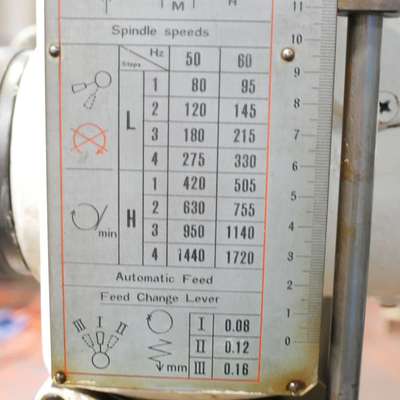 M H
Spindle speeds
Hz 50 60
Steps
L 1 80 95
2 120 145
3 180 215
4 275 330
H 1 420 505
2 630 755
3 950 1140
4 1440 1720
min
Automatic Feed
Feed Change Lever
III I II
I 0.08
II 0.12
mm III 0.16
11
10
9
8
7
6
5
4
3
2
1
0